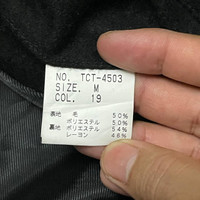 NO. TCT-4503
SIZE. M
COL. 19
表地 毛 50%
ポリエステル 50%
裏地 ポリエステル 54%
レーヨン 46%